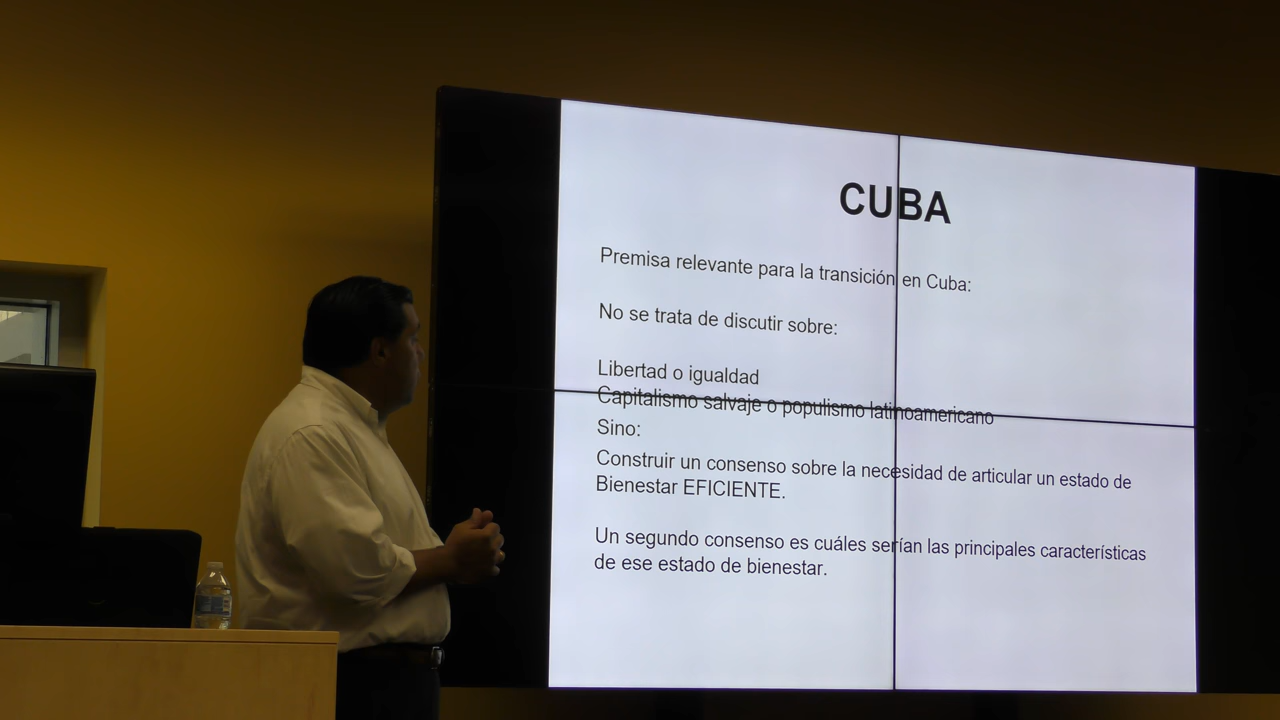 CUBA
Premisa relevante para la transición en Cuba:
No se trata de discutir sobre:
Libertad o igualdad
Capitalismo salvaje o populismo latinoamericano
Sino:
Construir un consenso sobre la necesidad de articular un estado de
Bienestar EFICIENTE.
Un segundo consenso es cuáles serían las principales características
de ese estado de bienestar.